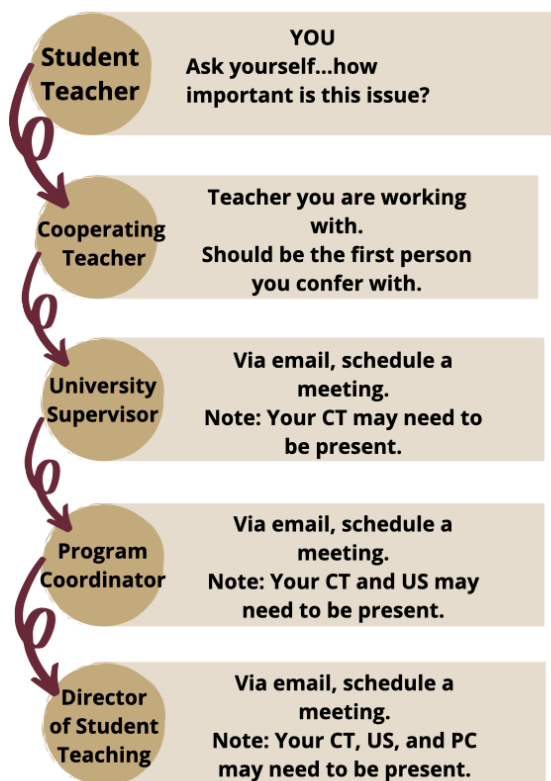 Student
Teacher
YOU
Ask yourself...how
important is this issue?
Cooperating
Teacher
Teacher you are working
with.
Should be the first person
you confer with.
University
Supervisor
Via email, schedule a
meeting.
Note: Your CT may need to
be present.
Program
Coordinator
Via email, schedule a
meeting.
Note: Your CT and US may
need to be present.
Director
of Student
Teaching
Via email, schedule a
meeting.
Note: Your CT, US, and PC
may need to be present.